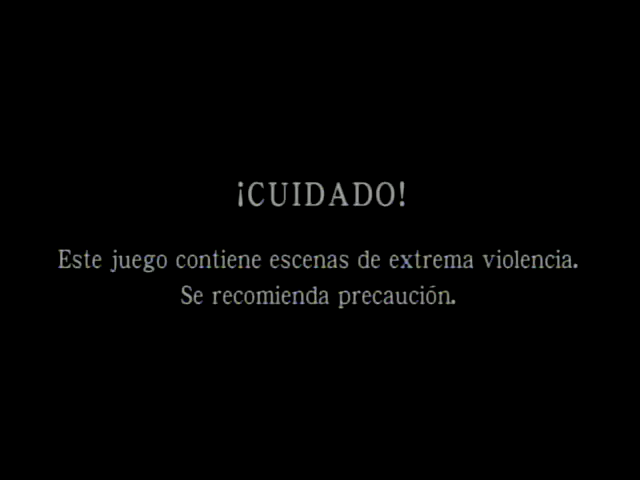 ¡CUIDADO!
Este juego contiene escenas de extrema violencia.
Se recomienda precaución.